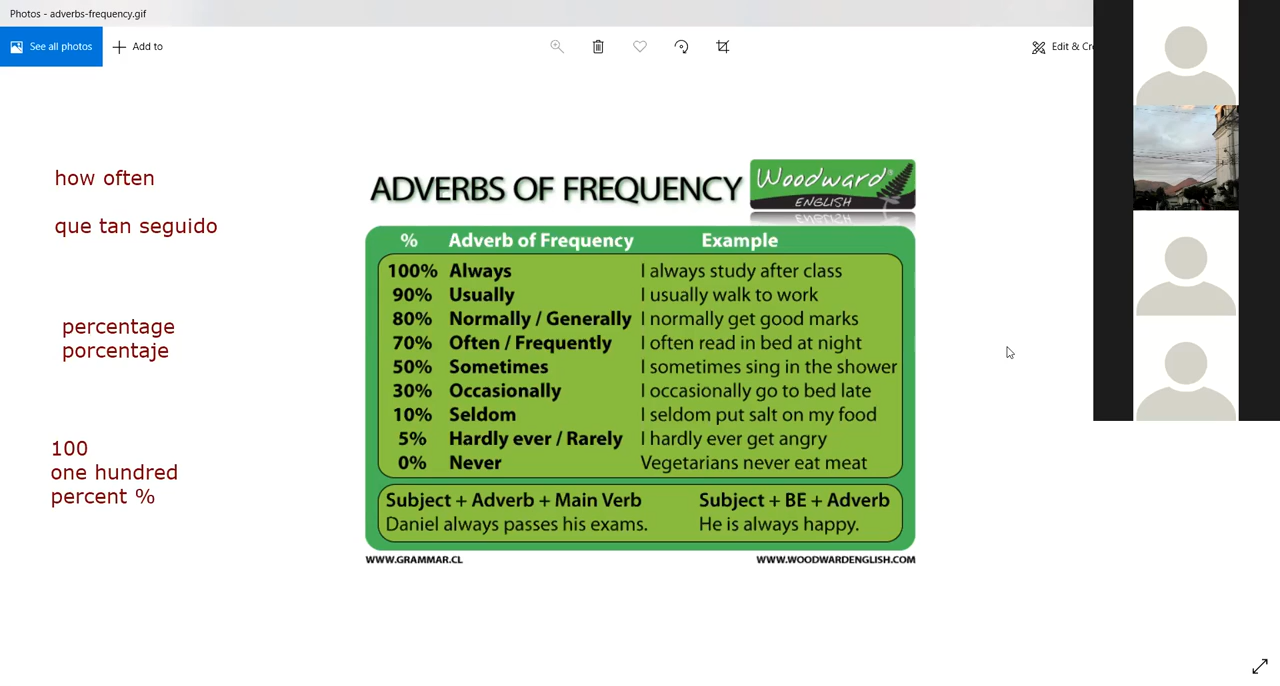 Photos - adverbs-frequency.gif
See all photos
Add to
Edit & Cr
how often
que tan seguido
percentage
porcentaje
100
one hundred
percent %
ADVERBS OF FREQUENCY
Woodward®
ENGLISH
% Adverb of Frequency Example
100% Always I always study after class
90% Usually I usually walk to work
80% Normally / Generally I normally get good marks
70% Often / Frequently I often read in bed at night
50% Sometimes I sometimes sing in the shower
30% Occasionally I occasionally go to bed late
10% Seldom I seldom put salt on my food
5% Hardly ever / Rarely I hardly ever get angry
0% Never Vegetarians never eat meat
Subject + Adverb + Main Verb Subject + BE + Adverb
Daniel always passes his exams. He is always happy.
WWW.GRAMMAR.CL WWW.WOODWARDENGLISH.COM